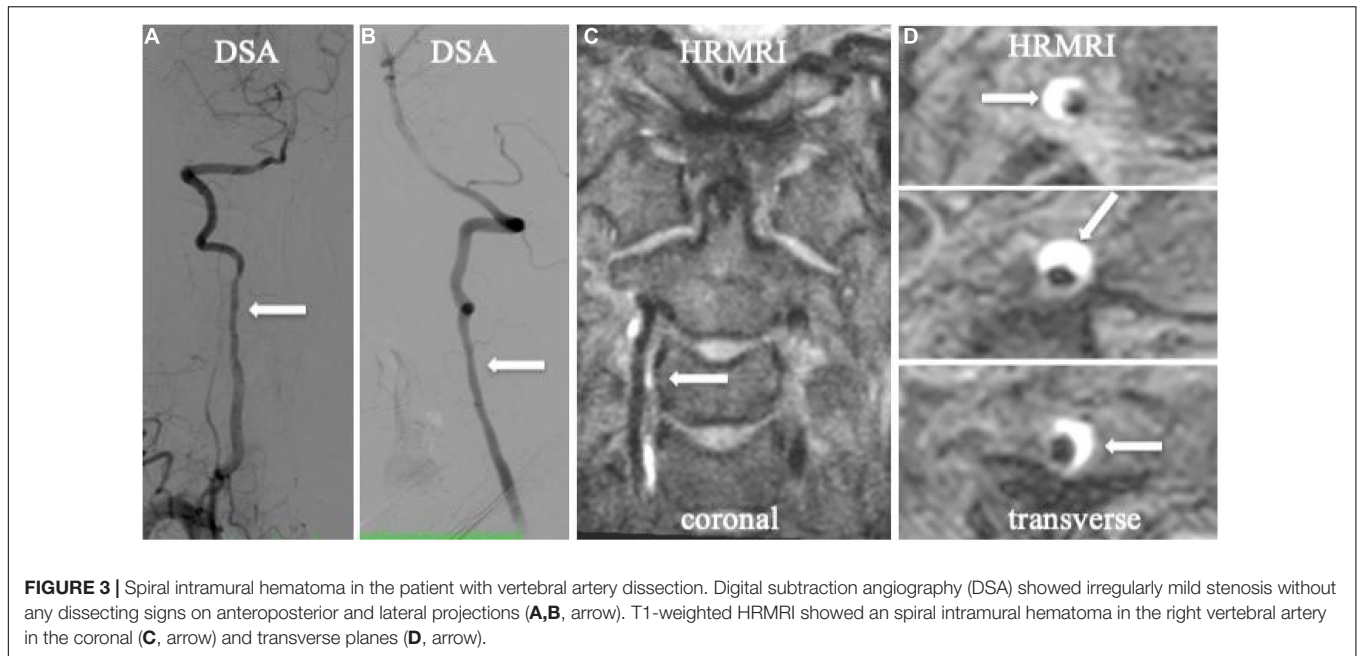 A
DSA
B
DSA
C
HRMRI
coronal
D
HRMRI
transverse
FIGURE 3 | Spiral intramural hematoma in the patient with vertebral artery dissection. Digital subtraction angiography (DSA) showed irregularly mild stenosis without
any dissecting signs on anteroposterior and lateral projections (A,B, arrow). T1-weighted HRMRI showed an spiral intramural hematoma in the right vertebral artery
in the coronal (C, arrow) and transverse planes (D, arrow).